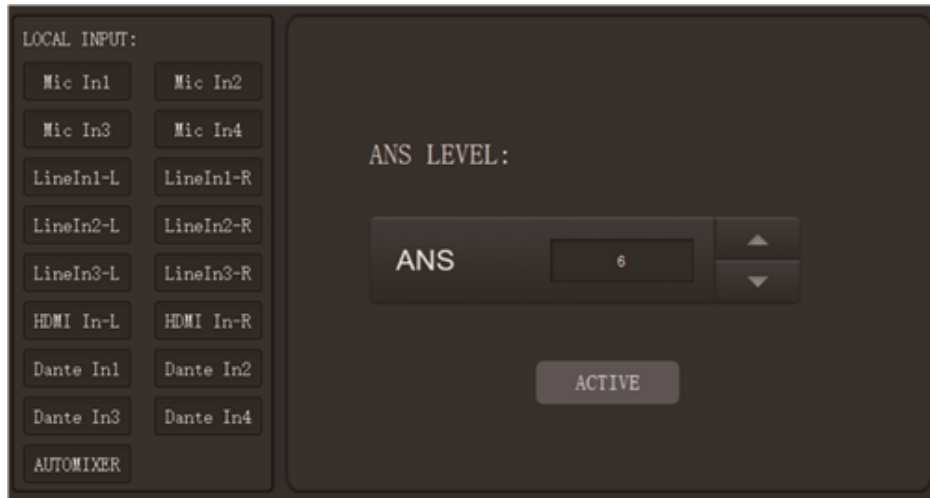 LOCAL INPUT:
Mic In1 Mic In2
Mic In3 Mic In4
LineIn1-L LineIn1-R
LineIn2-L LineIn2-R
LineIn3-L LineIn3-R
HDMI In-L HDMI In-R
Dante In1 Dante In2
Dante In3 Dante In4
AUTOMIXER
ANS LEVEL:
ANS 6
ACTIVE